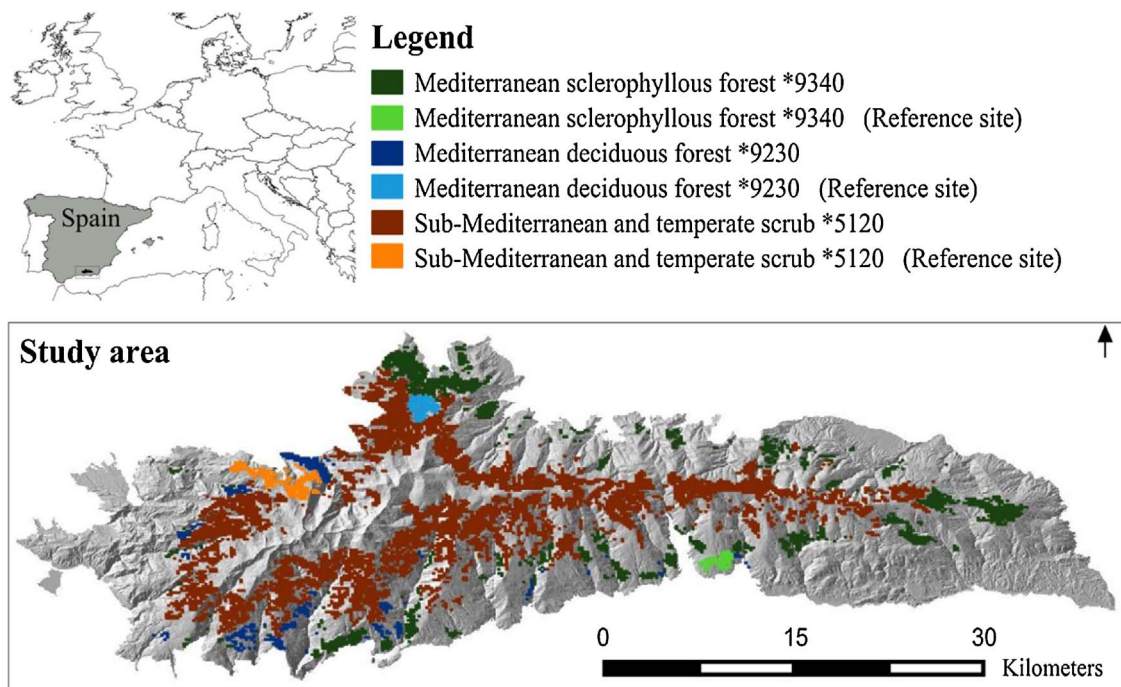 Spain
Legend
Mediterranean sclerophyllous forest *9340
Mediterranean sclerophyllous forest *9340 (Reference site)
Mediterranean deciduous forest *9230
Mediterranean deciduous forest *9230 (Reference site)
Sub-Mediterranean and temperate scrub *5120
Sub-Mediterranean and temperate scrub *5120 (Reference site)
Study area
0 15 30
Kilometers